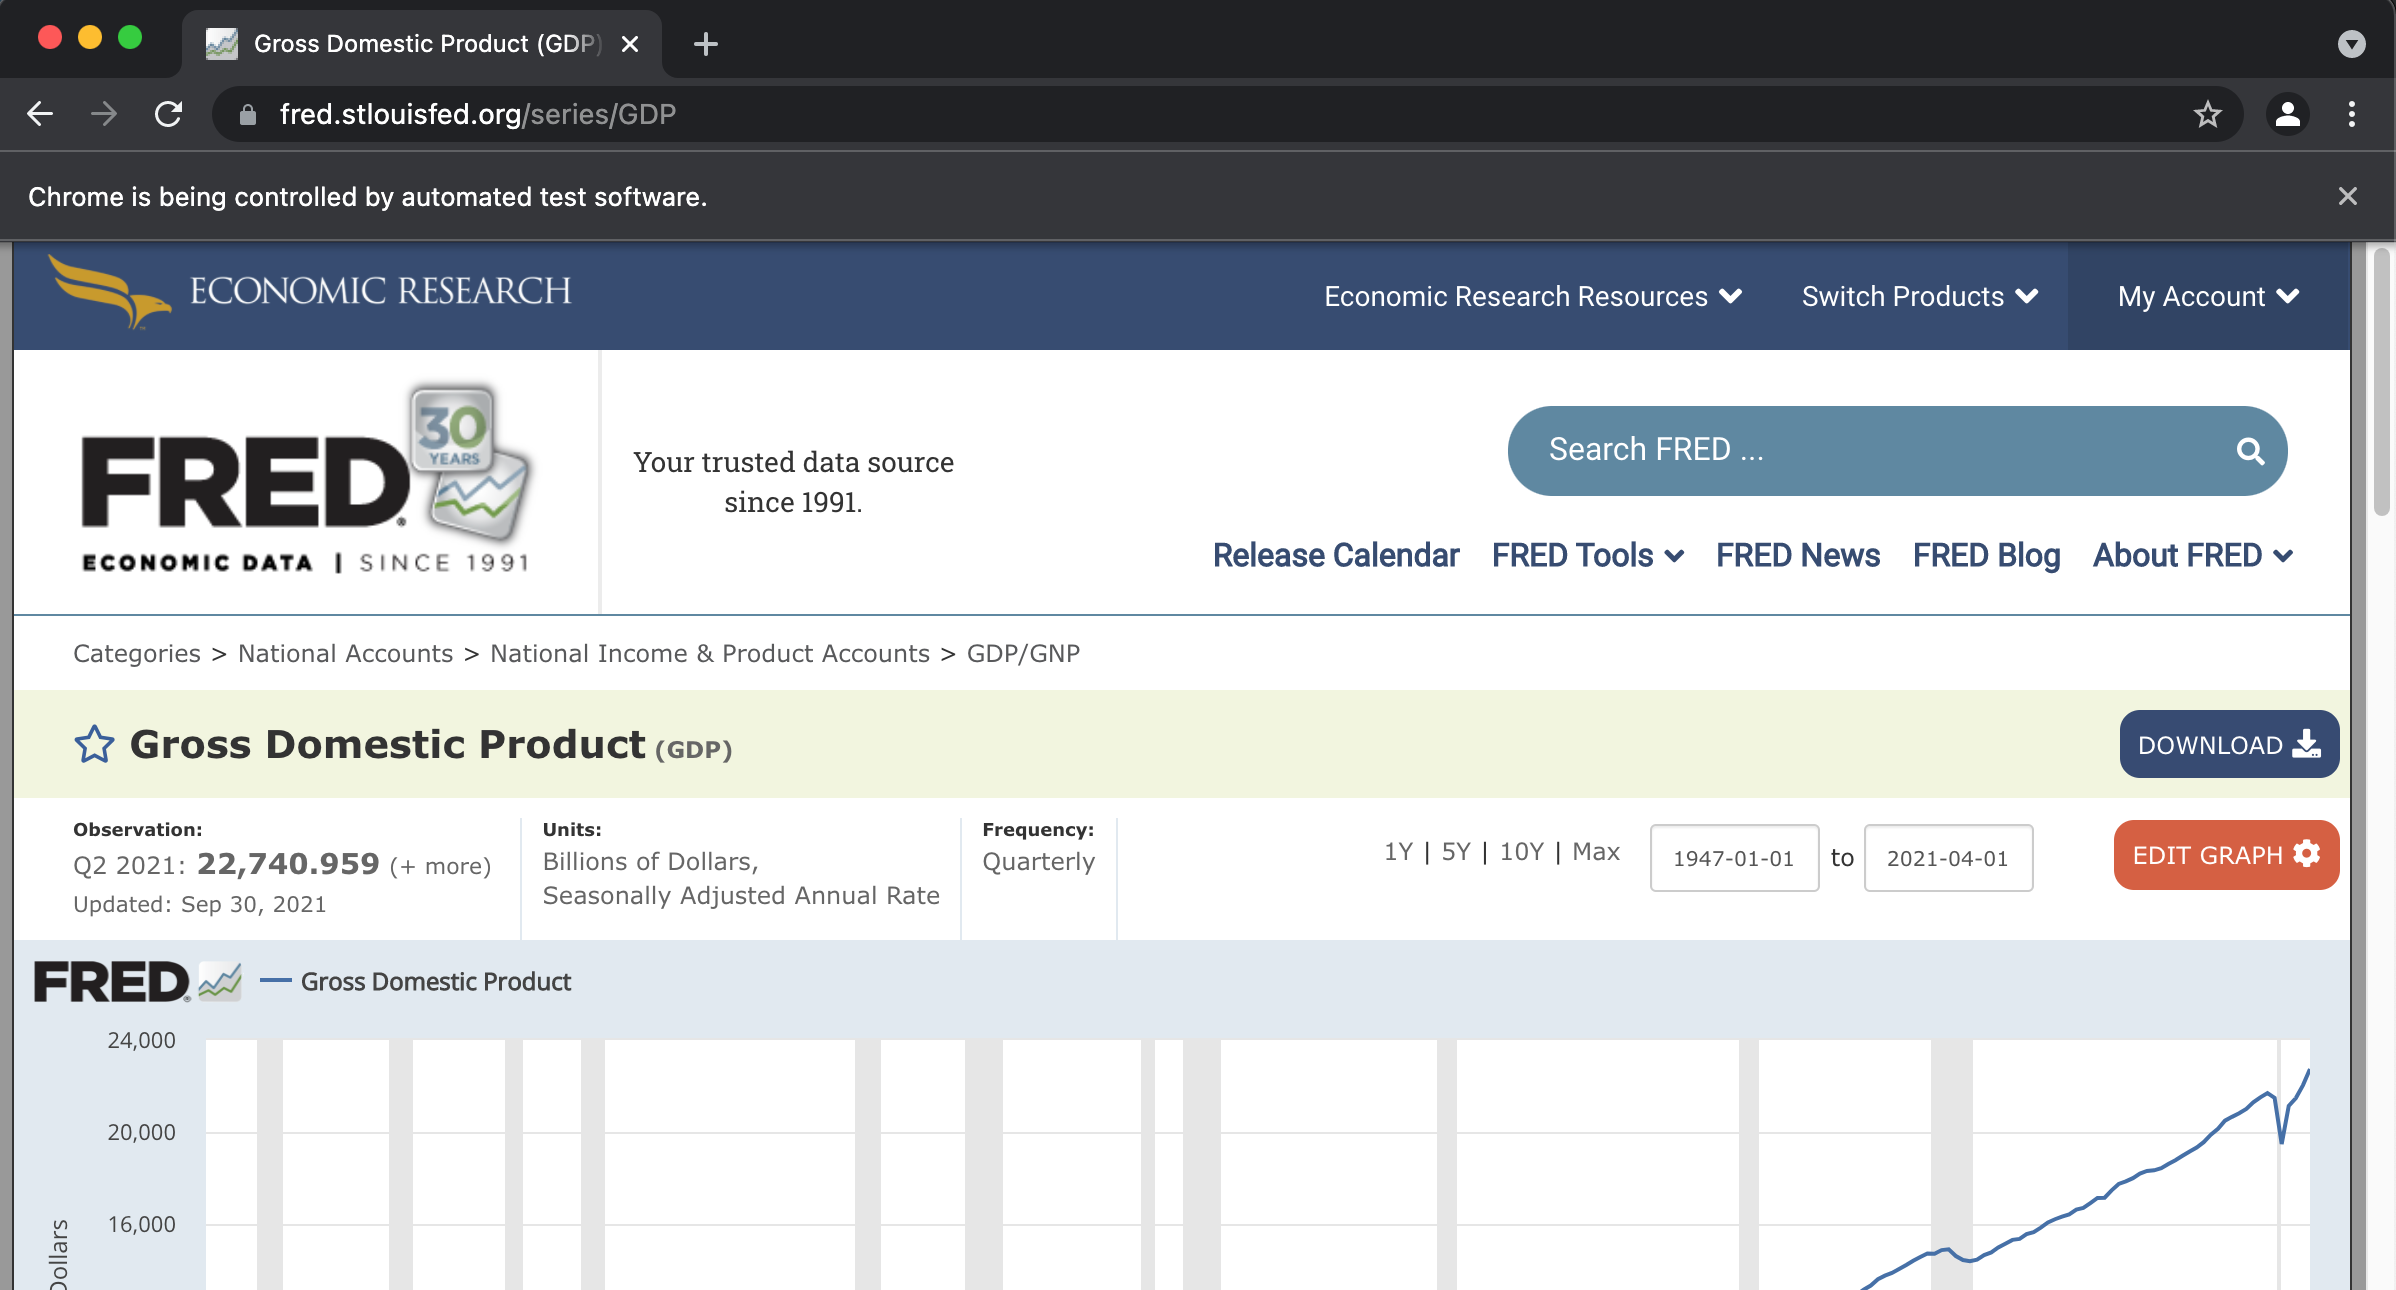 Gross Domestic Product (GDP)
fred.stlouisfed.org/series/GDP
Chrome is being controlled by automated test software.
ECONOMIC RESEARCH
Economic Research Resources
Switch Products
My Account
FRED
30
YEARS
ECONOMIC DATA | SINCE 1991
Your trusted data source
since 1991.
Search FRED ...
Release Calendar
FRED Tools
FRED News
FRED Blog
About FRED
Categories > National Accounts > National Income & Product Accounts > GDP/GNP
Gross Domestic Product (GDP)
DOWNLOAD
Observation:
Q2 2021: 22,740.959 (+ more)
Updated: Sep 30, 2021
Units:
Billions of Dollars,
Seasonally Adjusted Annual Rate
Frequency:
Quarterly
1Y | 5Y | 10Y | Max
1947-01-01 to 2021-04-01
EDIT GRAPH
FRED
Gross Domestic Product
24,000
20,000
16,000
Dollars